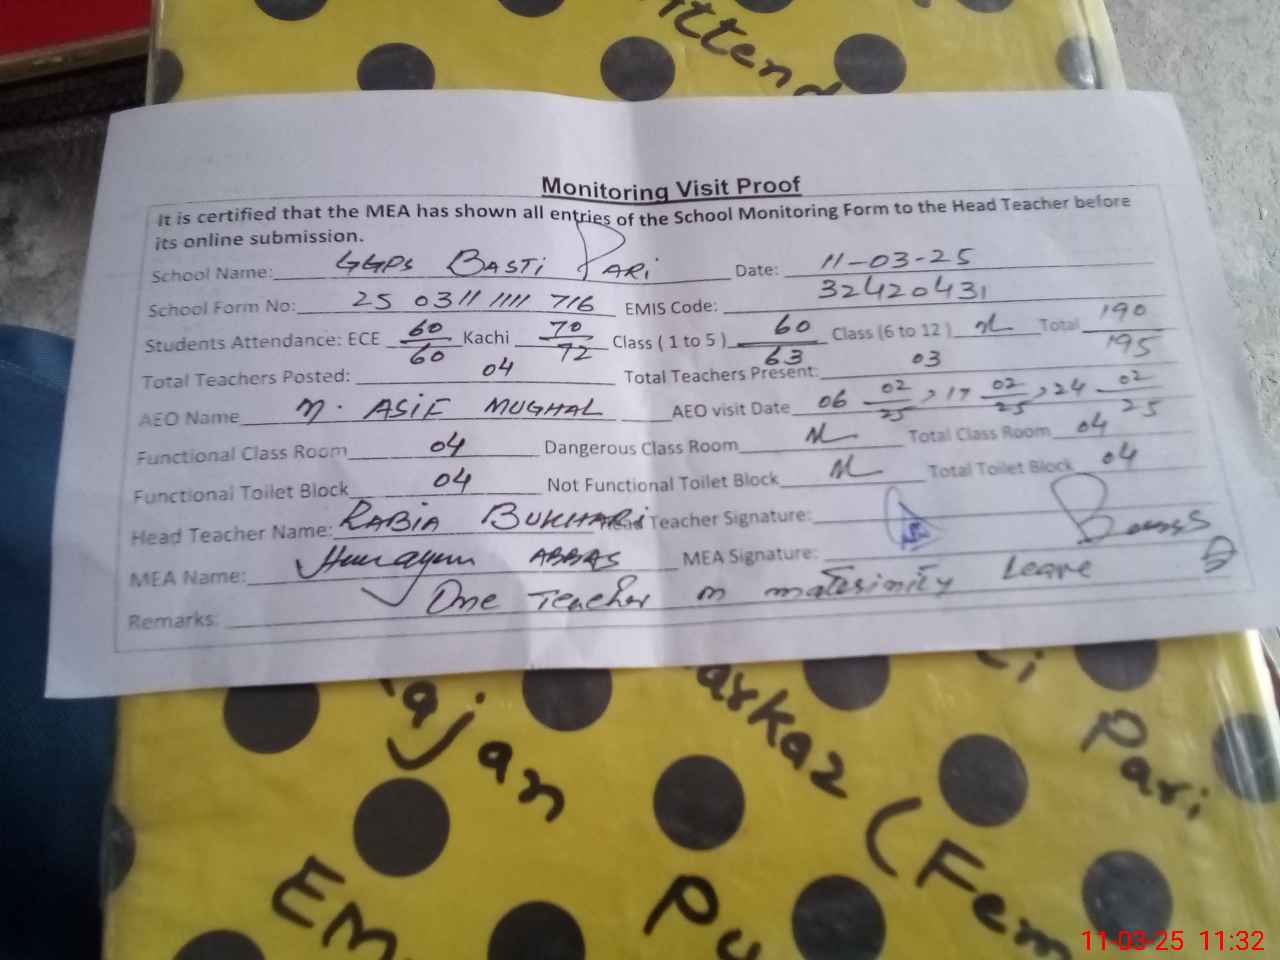 Attend
Monitoring Visit Proof
It is certified that the MEA has shown all entries of the School Monitoring Form to the Head Teacher before
its online submission.
School Name: GGPS BASTI PARI Date: 11-03-25
School Form No: 25 0311 1111 716 EMIS Code: 32420431
Students Attendance: ECE 60/60 Kachi 70/72 Class ( 1 to 5 ) 60/63 Class (6 to 12 ) NL Total 190/195
Total Teachers Posted: 04 Total Teachers Present: 03
AEO Name M. ASIF MUGHAL AEO visit Date 06 02/25, 17 02/25, 24 02/25
Functional Class Room 04 Dangerous Class Room NL Total Class Room 04
Functional Toilet Block 04 Not Functional Toilet Block NL Total Toilet Block 04
Head Teacher Name: RABIA BUKHARI Head Teacher Signature:
MEA Name: Humayun ABBAS MEA Signature:
Remarks: One Teacher on maternity Leave
ajan
arkaz (Fem
Pari
EM
11-03-25 11:32